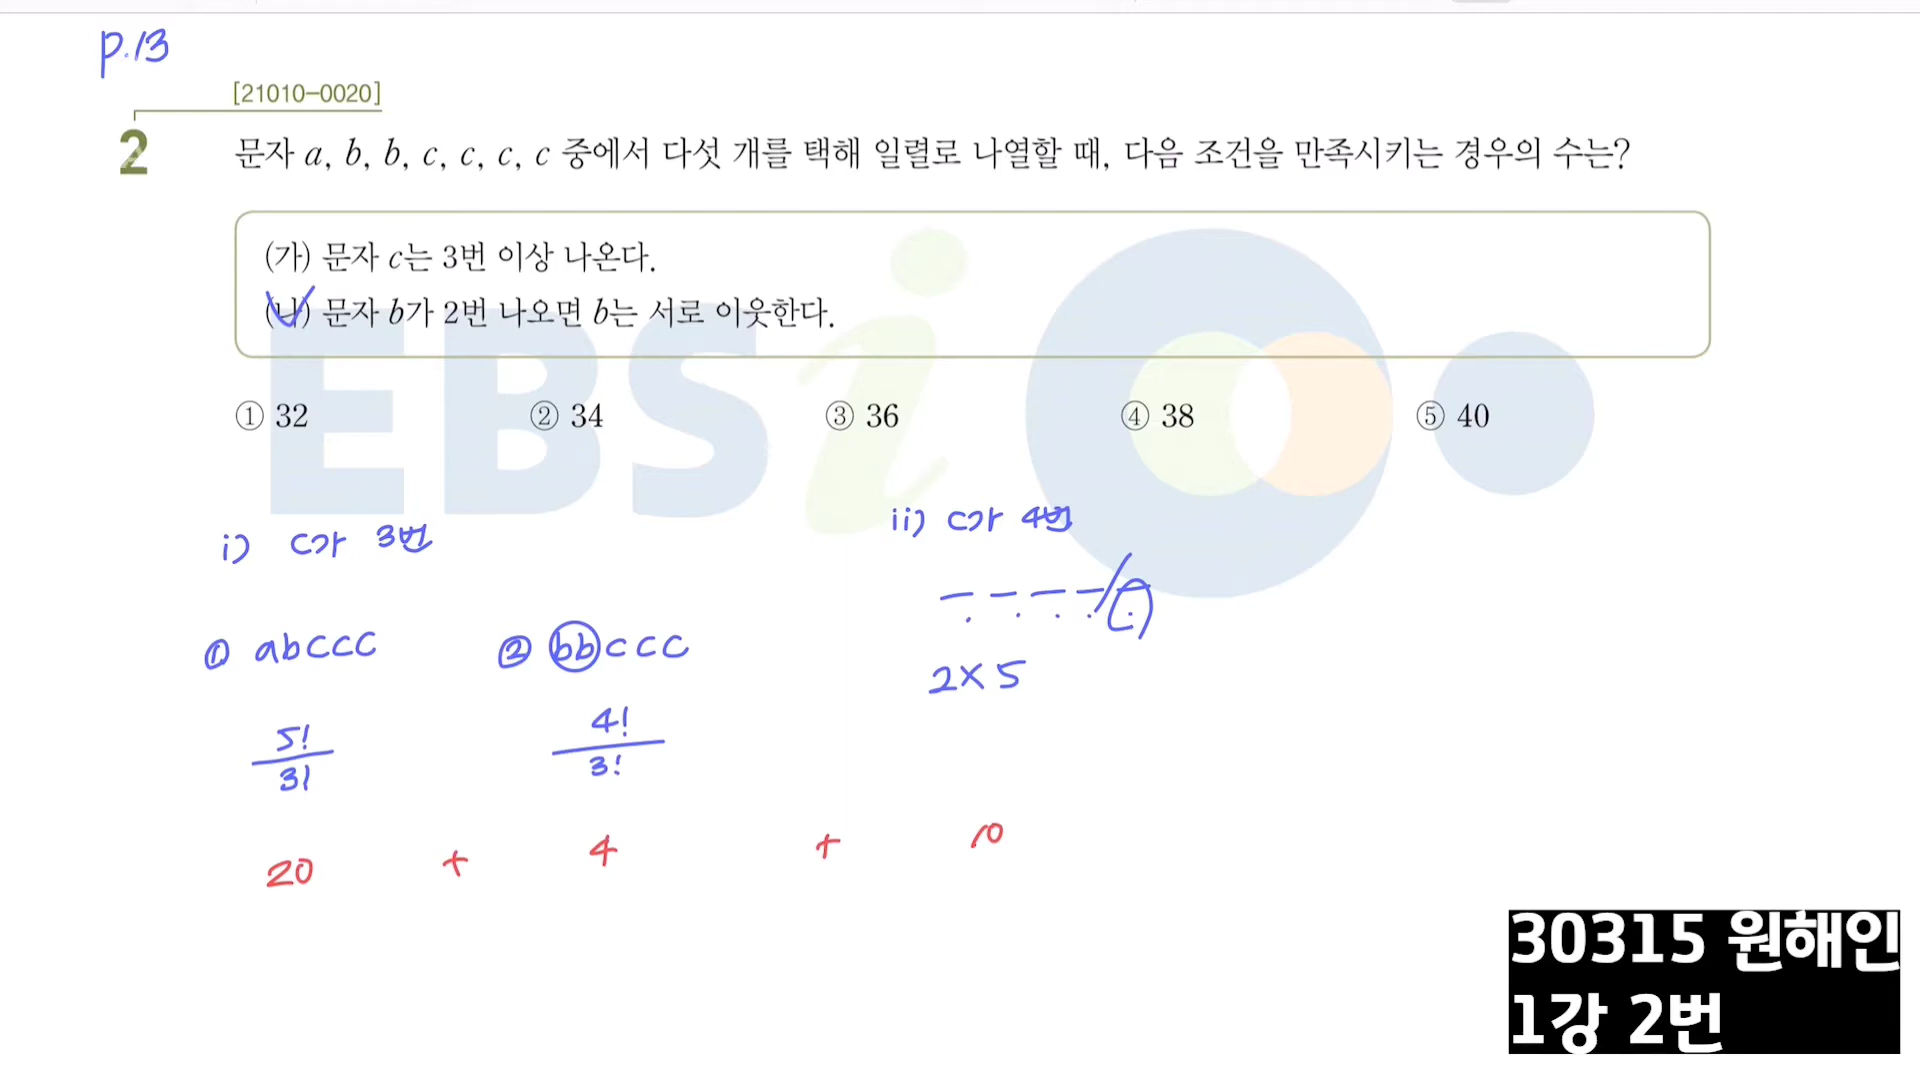 p.13
[21010-0020]
2 문자 a, b, b, c, c, c, c 중에서 다섯 개를 택해 일렬로 나열할 때, 다음 조건을 만족시키는 경우의 수는?
(가) 문자 c는 3번 이상 나온다.
(나) 문자 b가 2번 나오면 b는 서로 이웃한다.
EBSi
① 32 ② 34 ③ 36 ④ 38 ⑤ 40
i) c가 3번
ii) c가 4번
① abccc ② bbccc
2×5
5!/3!
4!/3!
20 + 4 + 10
30315 원해인
1강 2번